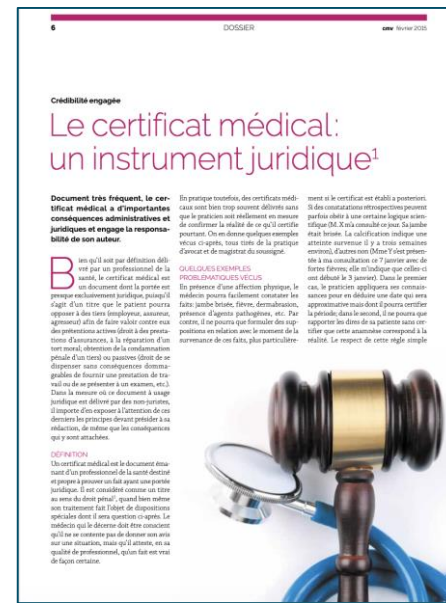 6
DOSSIER
cmv février 2015
Crédibilité engagée
Le certificat médical:
un instrument juridique¹
Document très fréquent, le cer-
tificat médical a d'importantes
conséquences administratives et
juridiques et engage la responsa-
bilité de son auteur.
Bien qu'il soit par définition déli-
vré par un professionnel de la
santé, le certificat médical est
un document dont la portée est
presque exclusivement juridique, puisqu'il
s'agit d'un titre que le patient pourra
opposer à des tiers (employeur, assureur,
agresseur) afin de faire valoir contre eux
des prétentions actives (droit à des presta-
tions d'assurances, à la réparation d'un
tort moral, obtention de la condamnation
pénale d'un tiers) ou passives (droit de se
dispenser sans conséquences domma-
geables de fournir une prestation de tra-
vail ou de se présenter à un examen, etc.).
Dans la mesure où ce document à usage
juridique est délivré par des non-juristes,
il importe d'en exposer à l'attention de ces
derniers les principes devant présider à sa
rédaction, de même que les conséquences
qui y sont attachées.
DÉFINITION
Un certificat médical est le document éma-
nant d'un professionnel de la santé destiné
et propre à prouver un fait ayant une portée
juridique. Il est considéré comme un titre
au sens du droit pénal², quand bien même
son traitement fait l'objet de dispositions
spéciales dont il sera question ci-après. Le
médecin qui le décerne doit être conscient
qu'il ne se contente pas de donner son avis
sur une situation, mais qu'il atteste, en sa
qualité de professionnel, qu'un fait est vrai
de façon certaine.
En pratique toutefois, des certificats médi-
caux sont bien trop souvent délivrés sans
que le praticien soit réellement en mesure
de confirmer la réalité de ce qu'il certifie
pourtant. On en donne quelques exemples
vécus ci-après, tous tirés de la pratique
d'avocat et de magistrat du soussigné.
QUELQUES EXEMPLES
PROBLÉMATIQUES VÉCUS
En présence d'une affection physique, le
médecin pourra facilement constater les
faits: jambe brisée, fièvre, dermabrasion,
présence d'agents pathogènes, etc. Par
contre, il ne pourra que formuler des sup-
positions en relation avec le moment de la
survenance de ces faits, plus particulière-
ment si le certificat est établi a posteriori.
Si des constatations rétrospectives peuvent
parfois obéir à une certaine logique scien-
tifique (M. X m'a consulté ce jour. Sa jambe
était brisée. La calcification indique une
atteinte survenue il y a trois semaines
environ), d'autres non (Mme Y s'est présen-
tée à ma consultation ce 7 janvier avec de
fortes fièvres; elle m'indique que celles-ci
ont débuté le 3 janvier). Dans le premier
cas, le praticien appliquera ses connais-
sances pour en déduire une date qui sera
approximative mais dont il pourra certifier
la période; dans le second, il ne pourra que
rapporter les dires de sa patiente sans cer-
tifier que cette anamnèse correspond à la
réalité. Le respect de cette règle simple